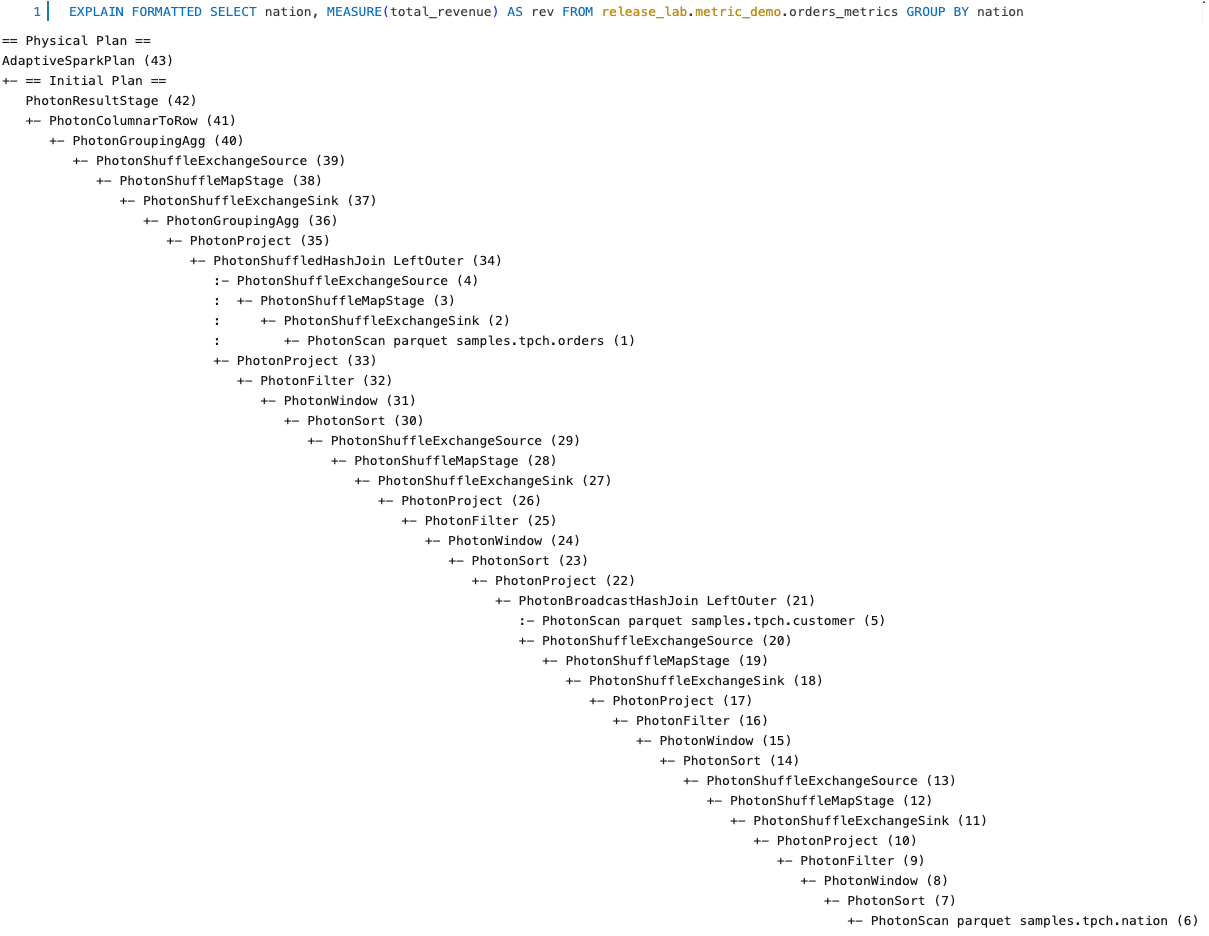 1 EXPLAIN FORMATTED SELECT nation, MEASURE(total_revenue) AS rev FROM release_lab.metric_demo.orders_metrics GROUP BY nation
== Physical Plan ==
AdaptiveSparkPlan (43)
+- == Initial Plan ==
   PhotonResultStage (42)
   +- PhotonColumnarToRow (41)
      +- PhotonGroupingAgg (40)
         +- PhotonShuffleExchangeSource (39)
            +- PhotonShuffleMapStage (38)
               +- PhotonShuffleExchangeSink (37)
                  +- PhotonGroupingAgg (36)
                     +- PhotonProject (35)
                        +- PhotonShuffledHashJoin LeftOuter (34)
                           :- PhotonShuffleExchangeSource (4)
                           :  +- PhotonShuffleMapStage (3)
                           :     +- PhotonShuffleExchangeSink (2)
                           :        +- PhotonScan parquet samples.tpch.orders (1)
                           +- PhotonProject (33)
                              +- PhotonFilter (32)
                                 +- PhotonWindow (31)
                                    +- PhotonSort (30)
                                       +- PhotonShuffleExchangeSource (29)
                                          +- PhotonShuffleMapStage (28)
                                             +- PhotonShuffleExchangeSink (27)
                                                +- PhotonProject (26)
                                                   +- PhotonFilter (25)
                                                      +- PhotonWindow (24)
                                                         +- PhotonSort (23)
                                                            +- PhotonProject (22)
                                                               +- PhotonBroadcastHashJoin LeftOuter (21)
                                                                  :- PhotonScan parquet samples.tpch.customer (5)
                                                                  +- PhotonShuffleExchangeSource (20)
                                                                     +- PhotonShuffleMapStage (19)
                                                                        +- PhotonShuffleExchangeSink (18)
                                                                           +- PhotonProject (17)
                                                                              +- PhotonFilter (16)
                                                                                 +- PhotonWindow (15)
                                                                                    +- PhotonSort (14)
                                                                                       +- PhotonShuffleExchangeSource (13)
                                                                                          +- PhotonShuffleMapStage (12)
                                                                                             +- PhotonShuffleExchangeSink (11)
                                                                                                +- PhotonProject (10)
                                                                                                   +- PhotonFilter (9)
                                                                                                      +- PhotonWindow (8)
                                                                                                         +- PhotonSort (7)
                                                                                                            +- PhotonScan parquet samples.tpch.nation (6)